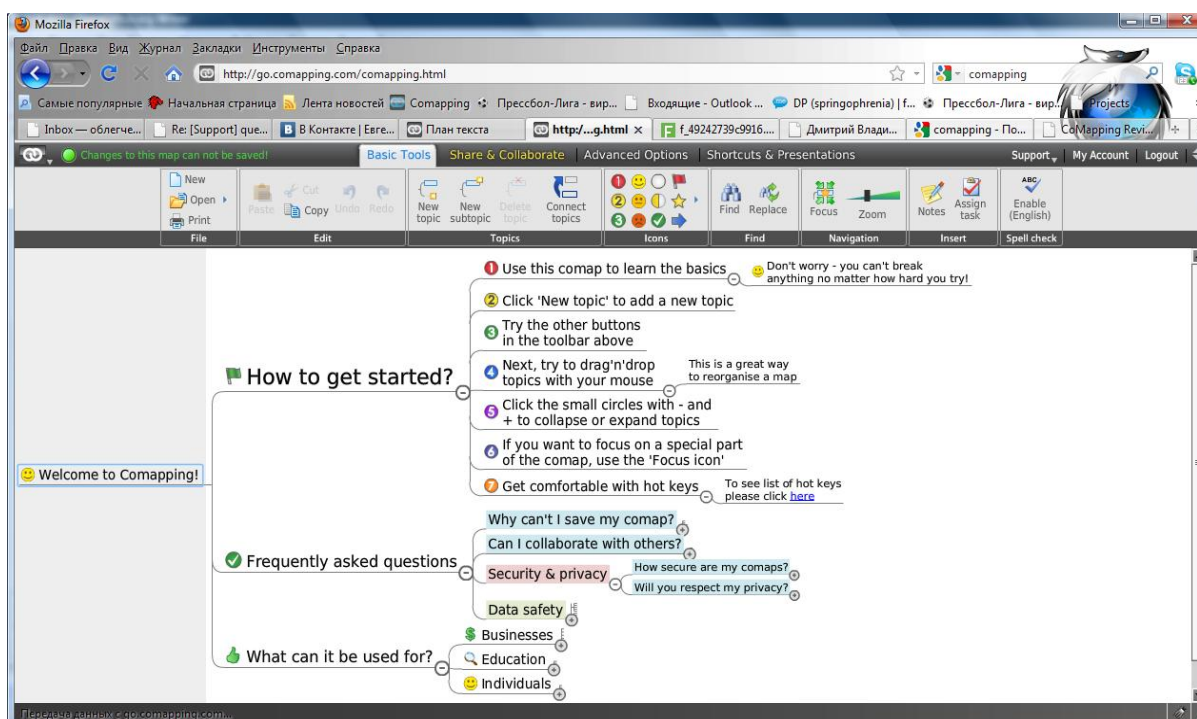 Mozilla Firefox
Файл Правка Вид Журнал Закладки Инструменты Справка
http://go.comapping.com/comapping.html
comapping
Самые популярные Начальная страница Лента новостей Comapping Прессбол-Лига - вир... Входящие - Outlook ... DP (springophrenia) | f... Прессбол-Лига - вир... Projects
Inbox — облегче... Re: [Support] que... В Контакте | Евге... План текста http:/...g.html f_49242739c9916.... Дмитрий Влади... comapping - По... CoMapping Revi...
Changes to this map can not be saved! Basic Tools Share & Collaborate Advanced Options Shortcuts & Presentations Support My Account Logout
New
Open
Print
File
Paste Cut Copy Undo Redo
Edit
New topic New subtopic Delete topic Connect topics
Topics
1
2
3
Icons
Find Replace
Find
Focus Zoom
Navigation
Notes Assign task
Insert
ABC
Enable (English)
Spell check
Welcome to Comapping!
How to get started?
1 Use this comap to learn the basics
Don't worry - you can't break
anything no matter how hard you try!
2 Click 'New topic' to add a new topic
3 Try the other buttons
in the toolbar above
4 Next, try to drag'n'drop
topics with your mouse
This is a great way
to reorganise a map
5 Click the small circles with - and
+ to collapse or expand topics
6 If you want to focus on a special part
of the comap, use the 'Focus icon'
7 Get comfortable with hot keys
To see list of hot keys
please click here
Frequently asked questions
Why can't I save my comap?
Can I collaborate with others?
Security & privacy
How secure are my comaps?
Will you respect my privacy?
Data safety
What can it be used for?
$ Businesses
Education
Individuals
Передача данных с go.comapping.com...